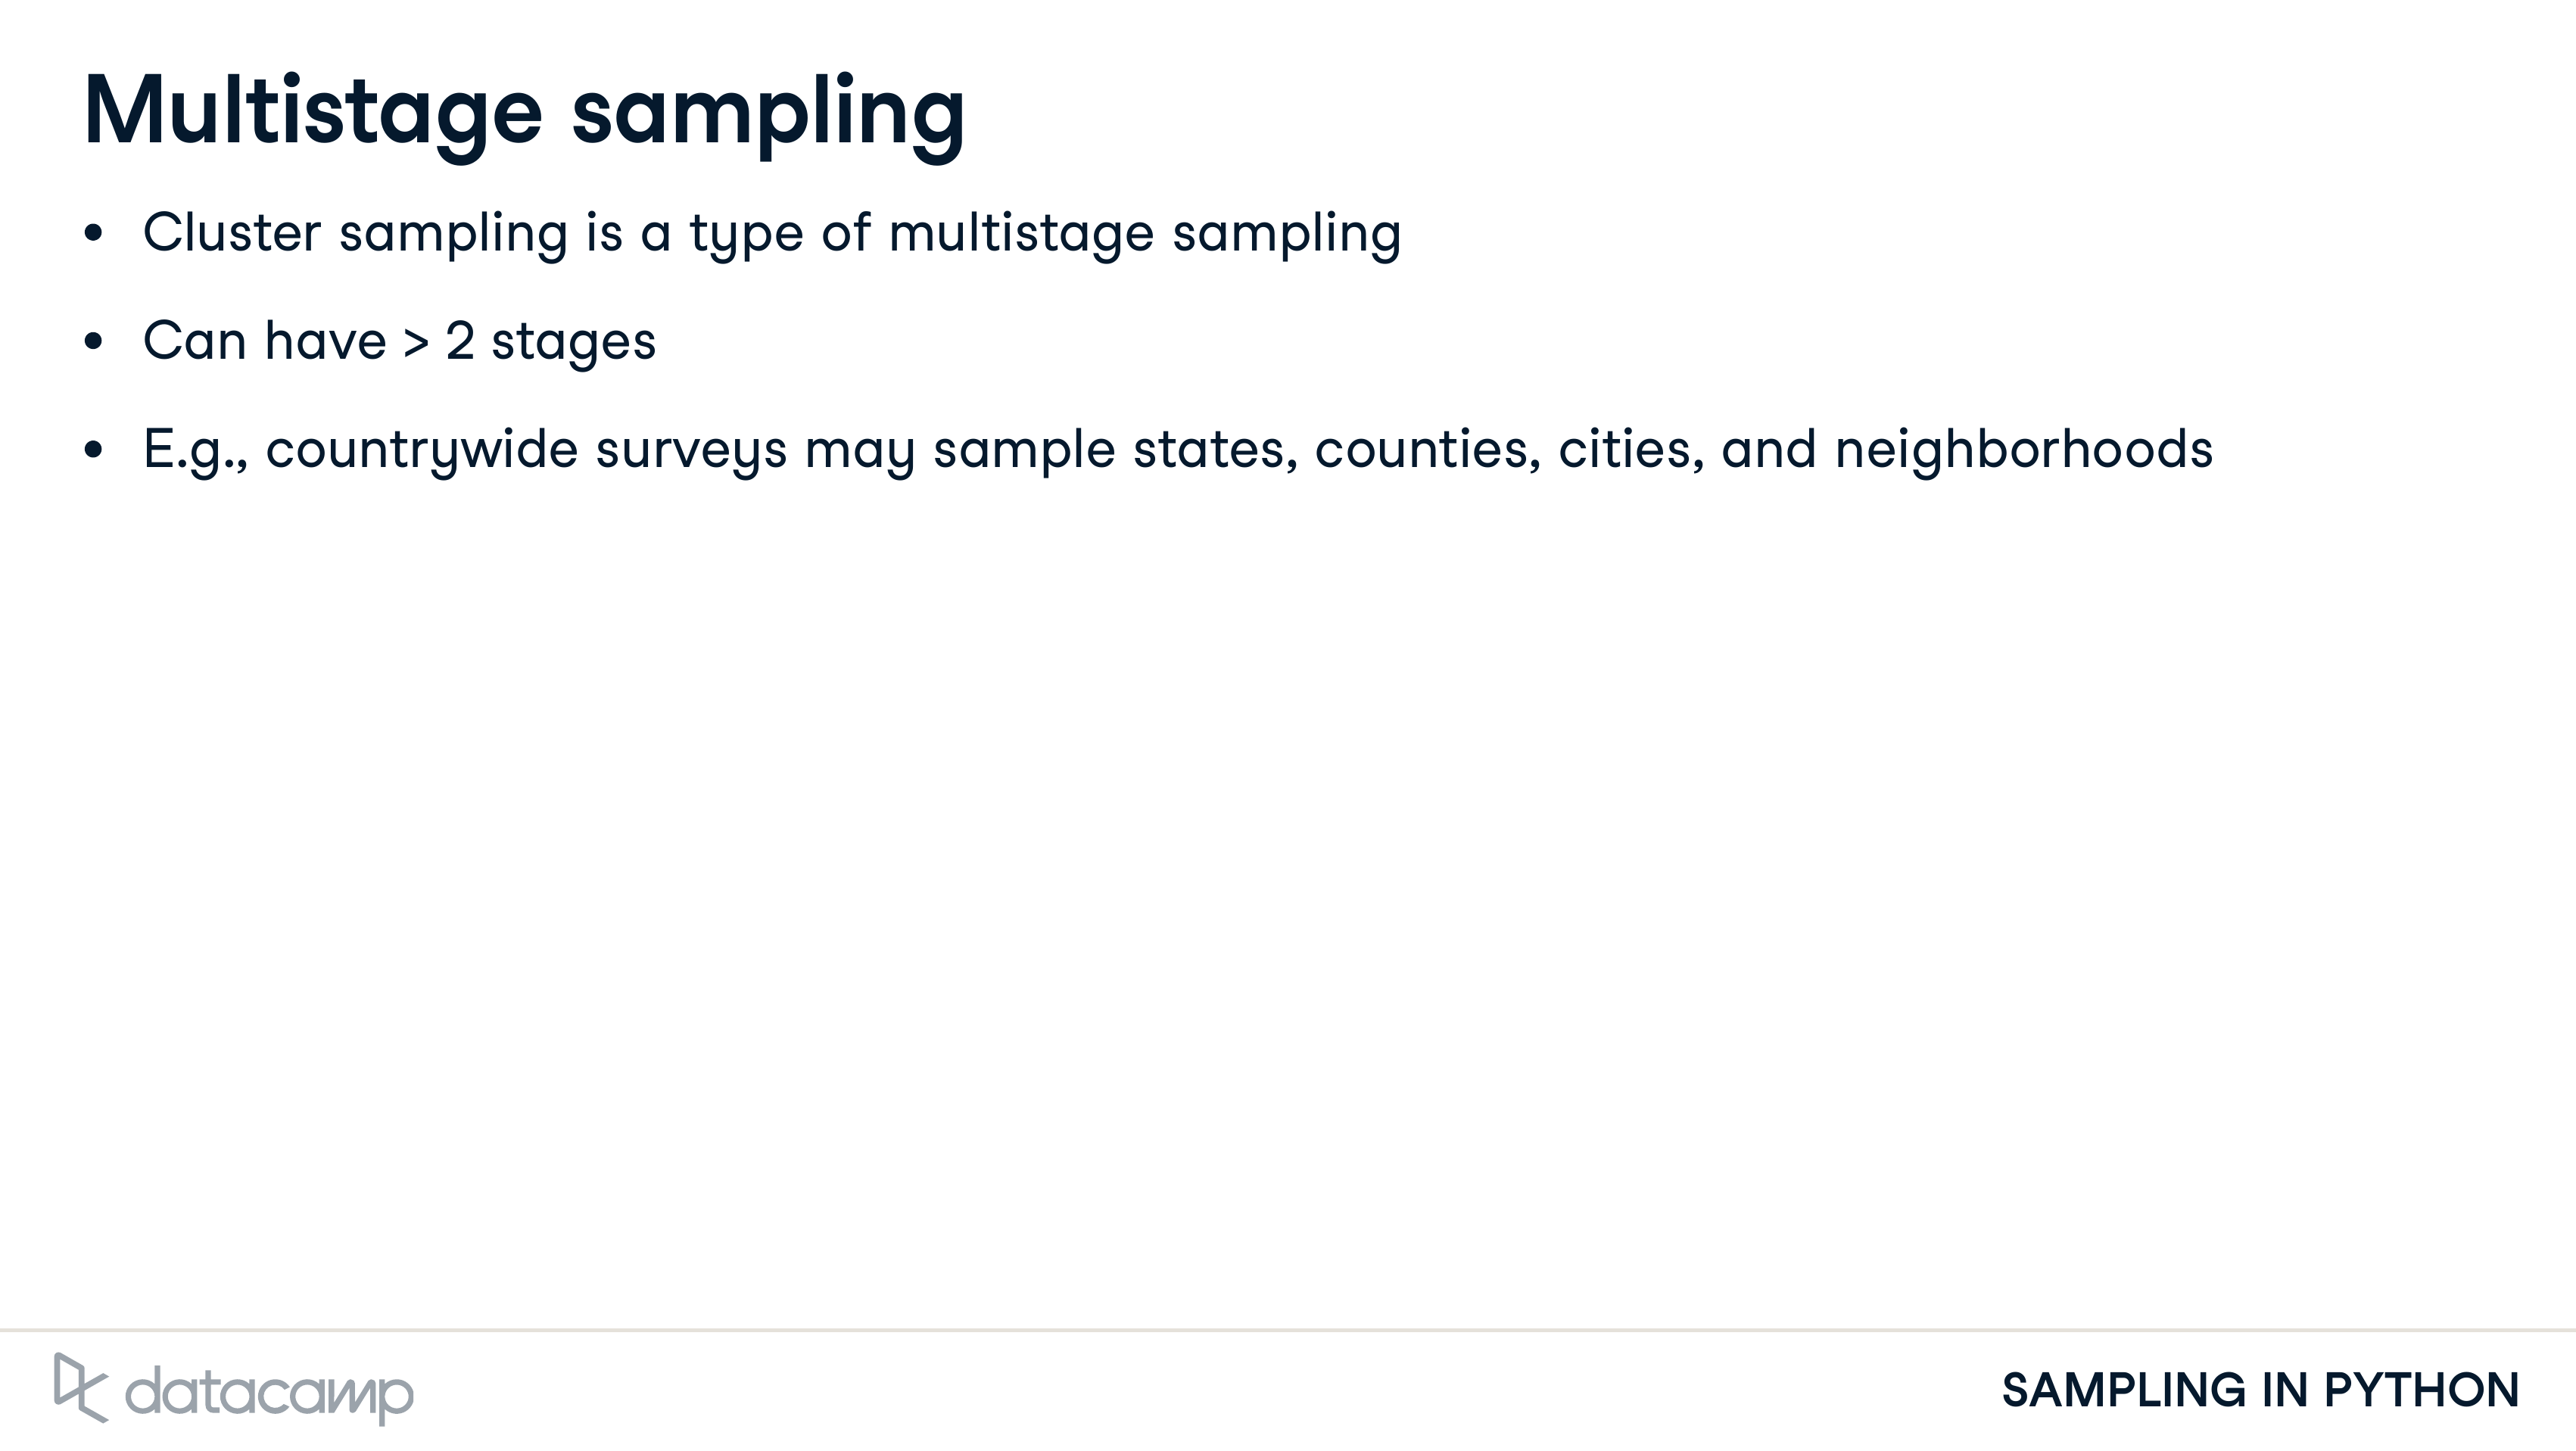 Multistage sampling
• Cluster sampling is a type of multistage sampling
• Can have > 2 stages
• E.g., countrywide surveys may sample states, counties, cities, and neighborhoods
datacamp
SAMPLING IN PYTHON